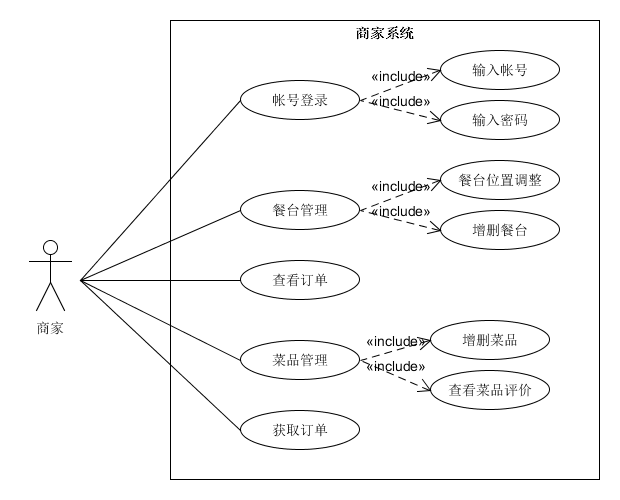 商家系统
«include»
输入帐号
帐号登录
«include»
输入密码
«include»
餐台位置调整
餐台管理
«include»
增删餐台
查看订单
商家
«include»
增删菜品
菜品管理
«include»
查看菜品评价
获取订单